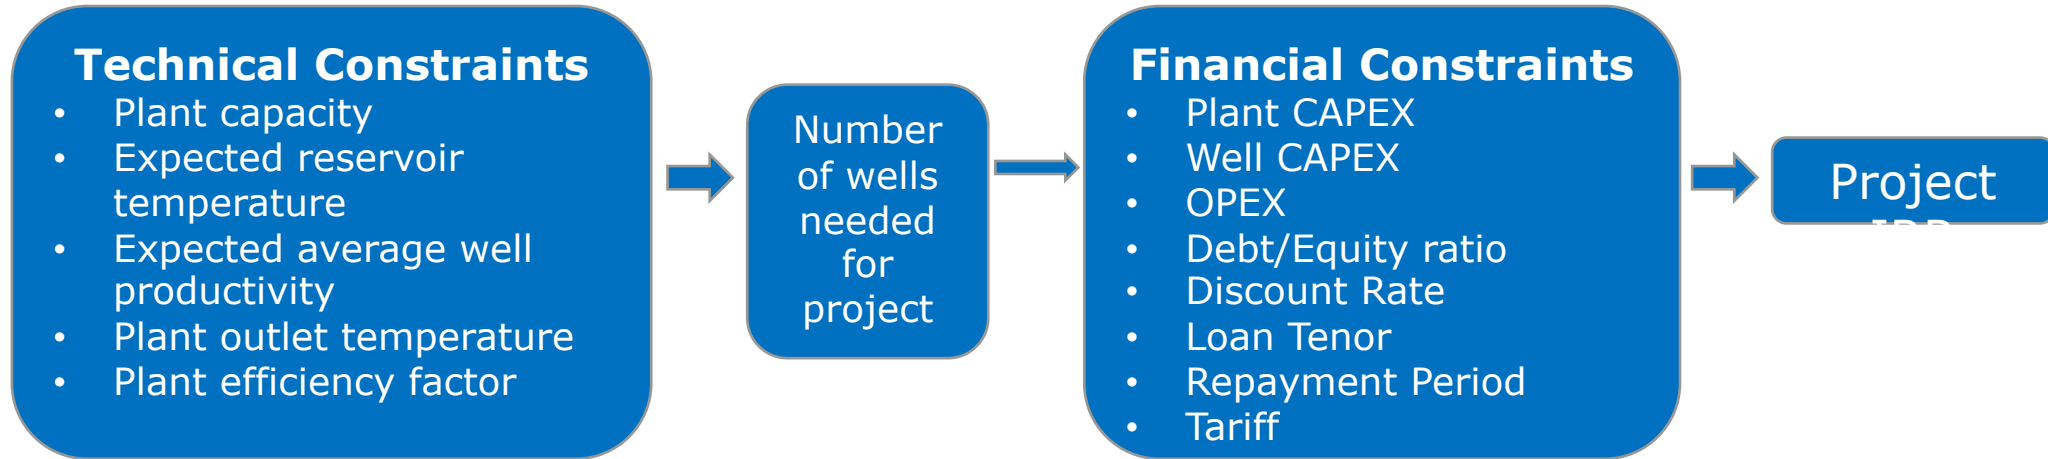 Technical Constraints
• Plant capacity
• Expected reservoir
temperature
• Expected average well
productivity
• Plant outlet temperature
• Plant efficiency factor
Number
of wells
needed
for
project
Financial Constraints
• Plant CAPEX
• Well CAPEX
• OPEX
• Debt/Equity ratio
• Discount Rate
• Loan Tenor
• Repayment Period
• Tariff
Project